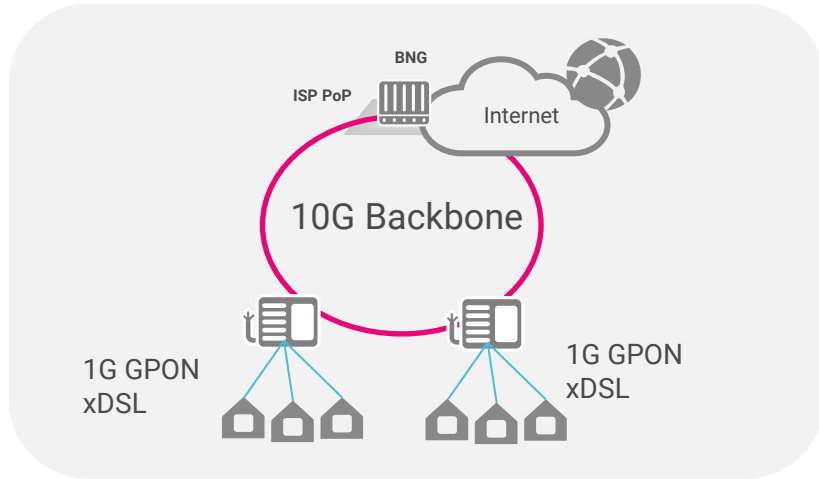 BNG
ISP PoP
Internet
10G Backbone
1G GPON
xDSL
1G GPON
xDSL